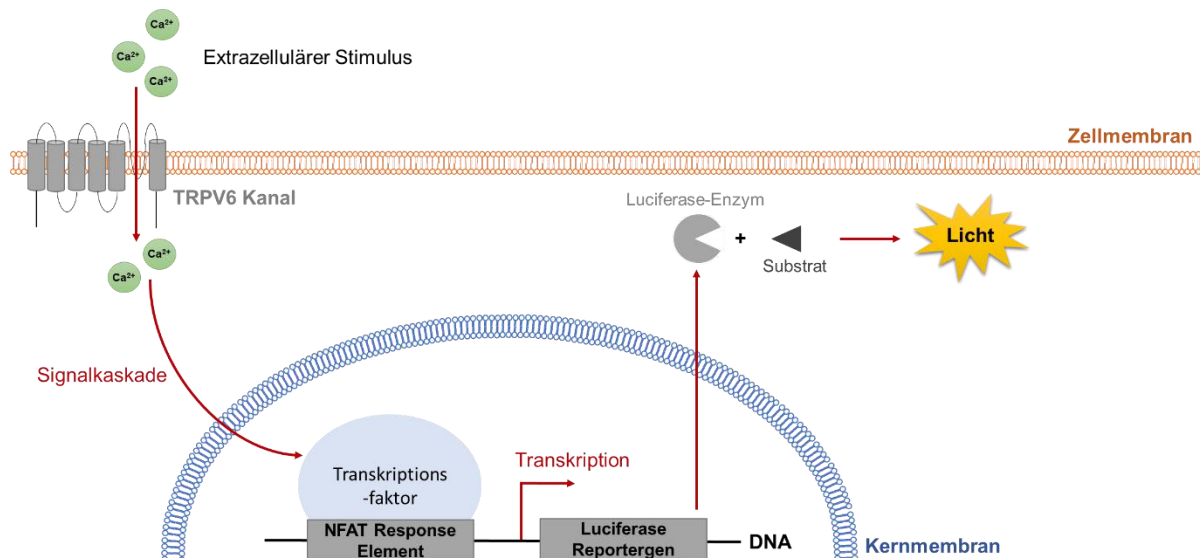 Ca²⁺
Ca²⁺
Ca²⁺
Extrazellulärer Stimulus
Zellmembran
TRPV6 Kanal
Luciferase-Enzym
+
Substrat
Licht
Ca²⁺
Ca²⁺
Signalkaskade
Transkriptions
-faktor
Transkription
NFAT Response
Element
Luciferase
Reportergen
DNA
Kernmembran